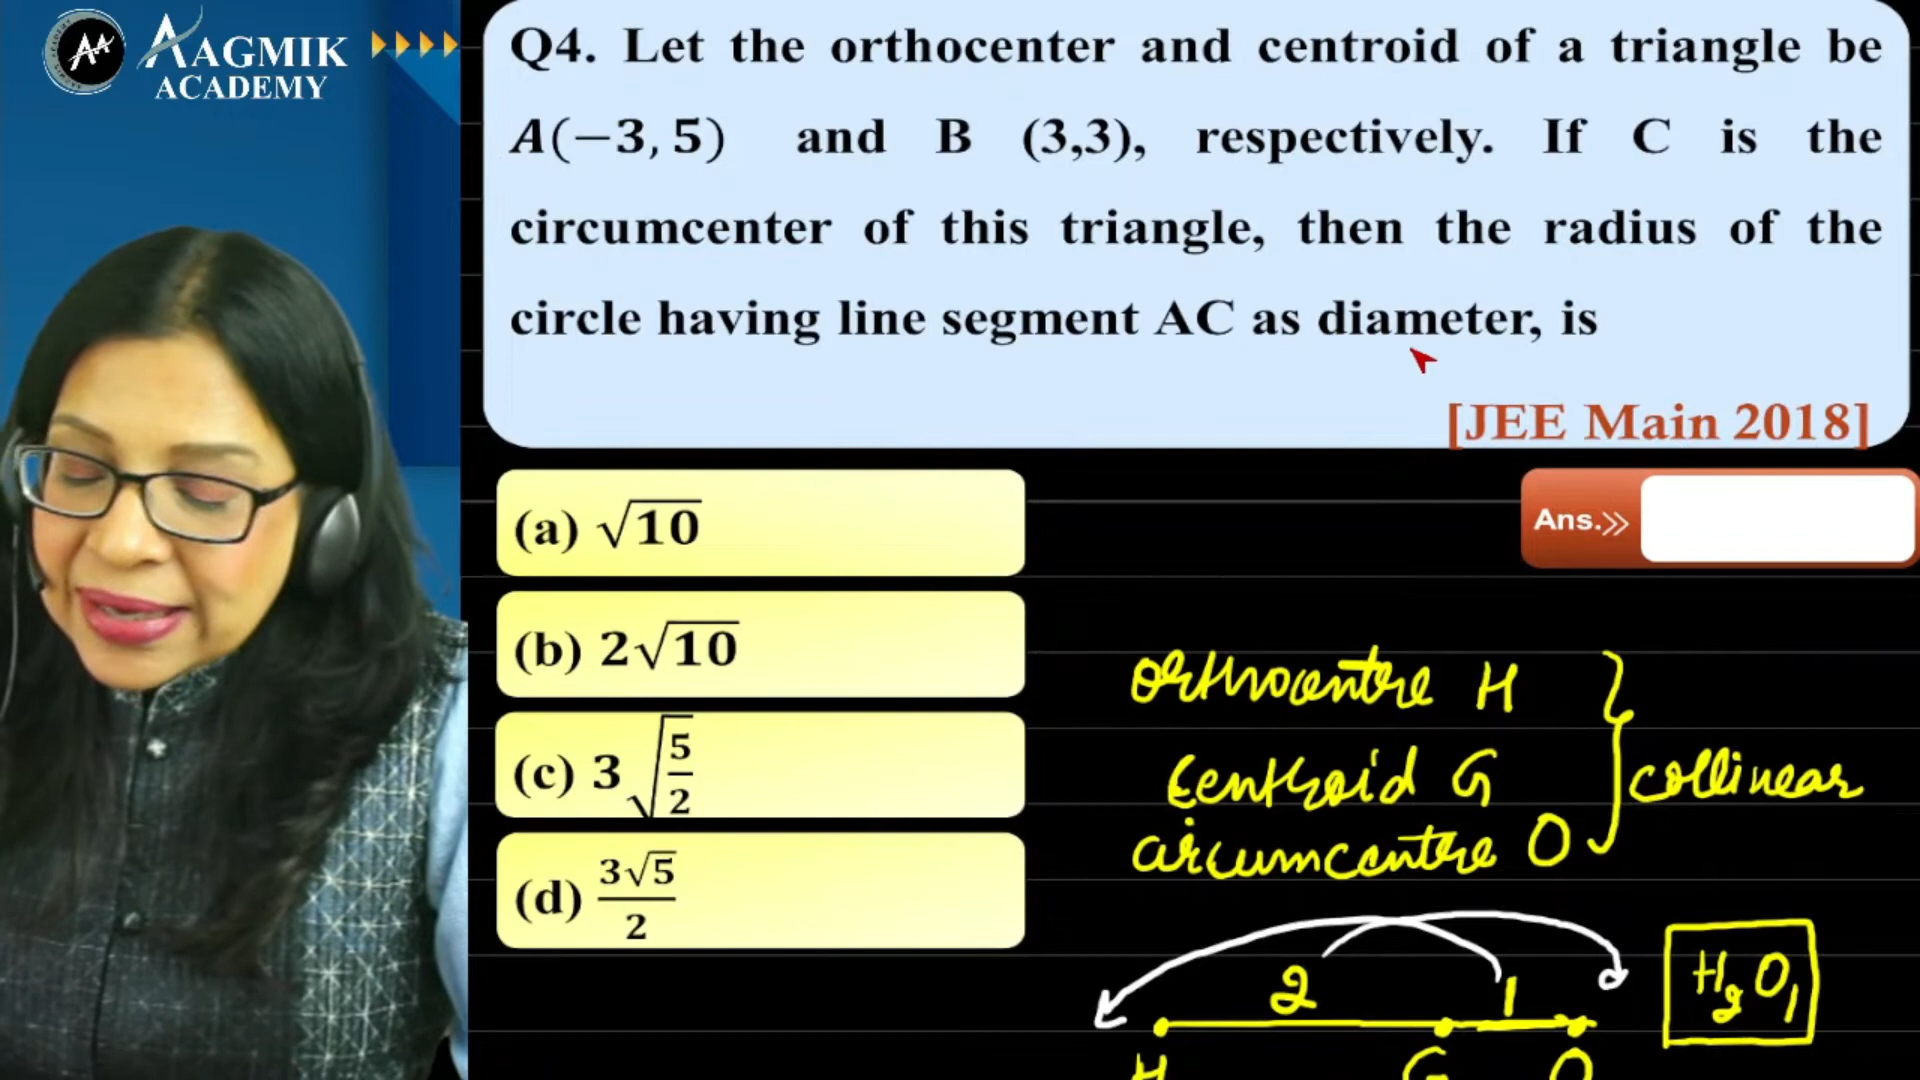 AAGMIK
ACADEMY
Q4. Let the orthocenter and centroid of a triangle be
A(−3, 5) and B (3,3), respectively. If C is the
circumcenter of this triangle, then the radius of the
circle having line segment AC as diameter, is
[JEE Main 2018]
(a) √10
(b) 2√10
(c) 3√(5/2)
(d) 3√5/2
Ans.
Orthocentre H
Centroid G
circumcentre O
collinear
2 1
H₂O₁
H G O